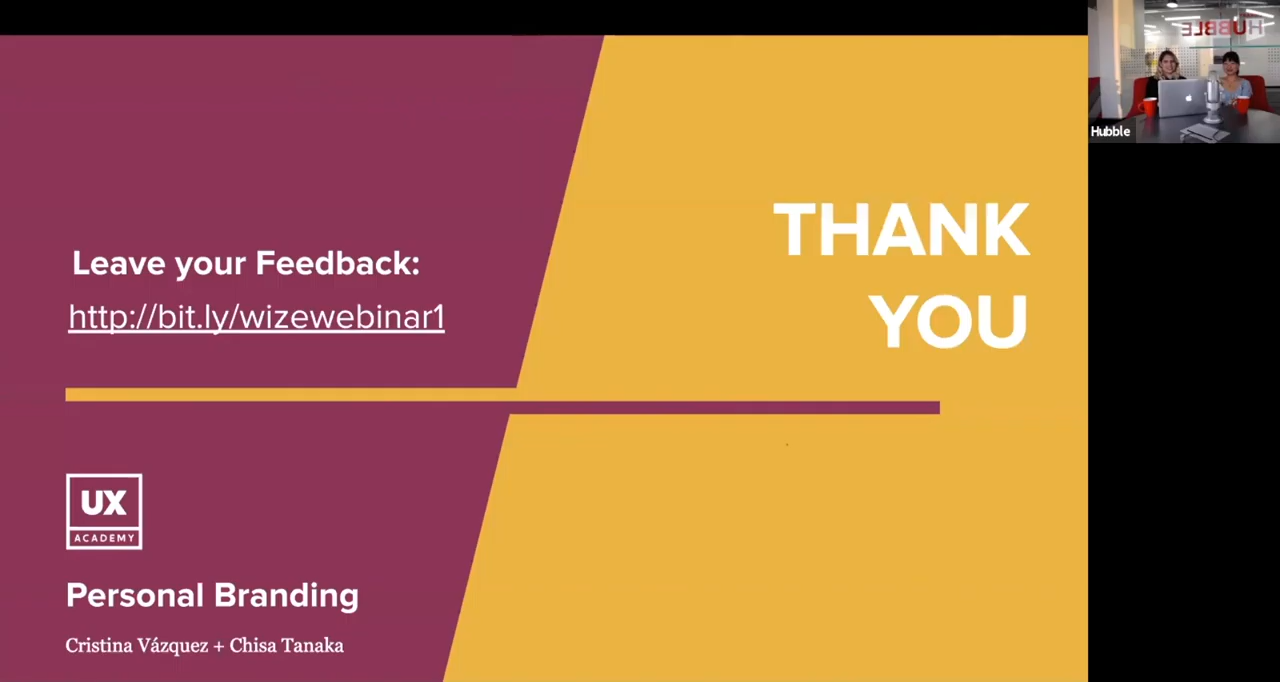 Leave your Feedback:
http://bit.ly/wizewebinar1
THANK
YOU
UX
ACADEMY
Personal Branding
Cristina Vázquez + Chisa Tanaka
HUBBLE
Hubble